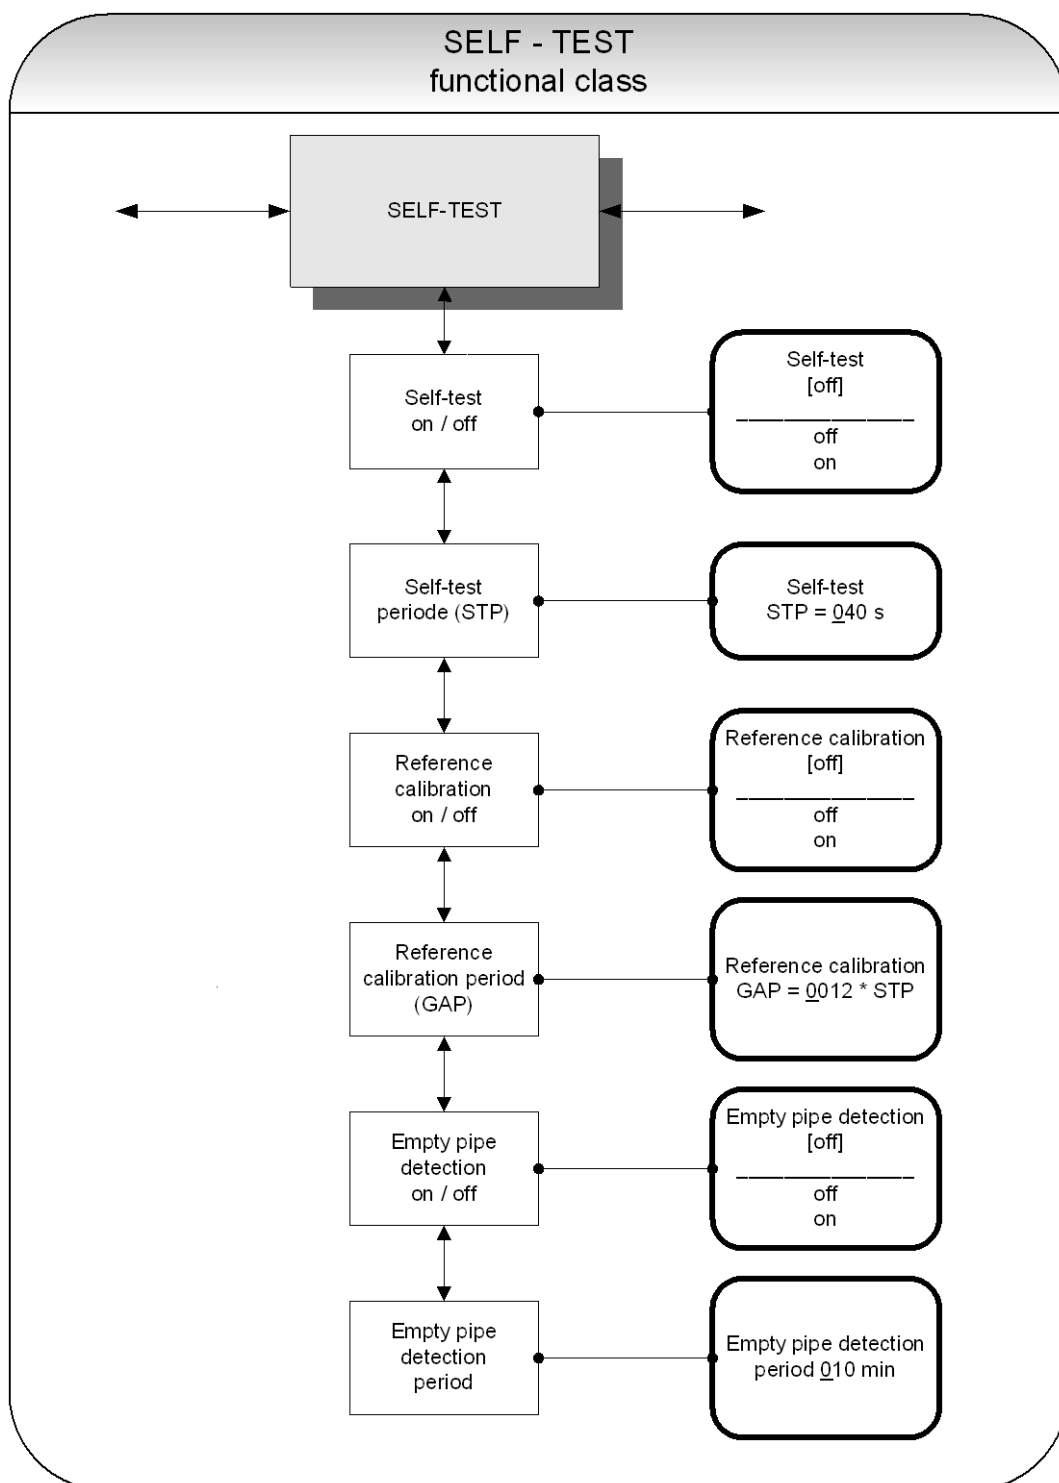 SELF - TEST
functional class
SELF-TEST
Self-test
on / off
Self-test
[off]
_______________
off
on
Self-test
periode (STP)
Self-test
STP = 040 s
Reference
calibration
on / off
Reference calibration
[off]
_______________
off
on
Reference
calibration period
(GAP)
Reference calibration
GAP = 0012 * STP
Empty pipe
detection
on / off
Empty pipe detection
[off]
_______________
off
on
Empty pipe
detection
period
Empty pipe detection
period 010 min